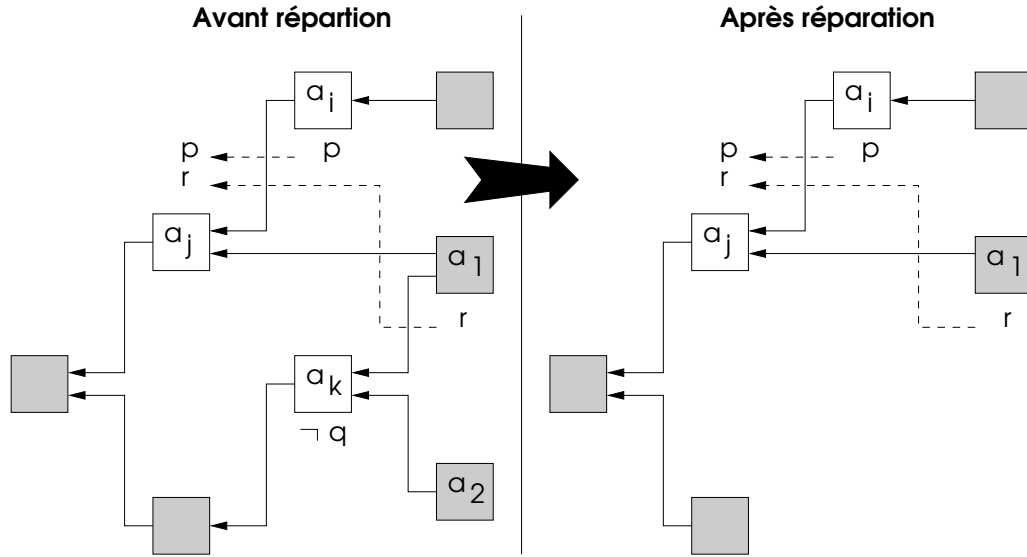 Avant répartion
Après réparation
a i
p
p
r
a j
a 1
r
a k
¬ q
a 2
a i
p
p
r
a j
a 1
r